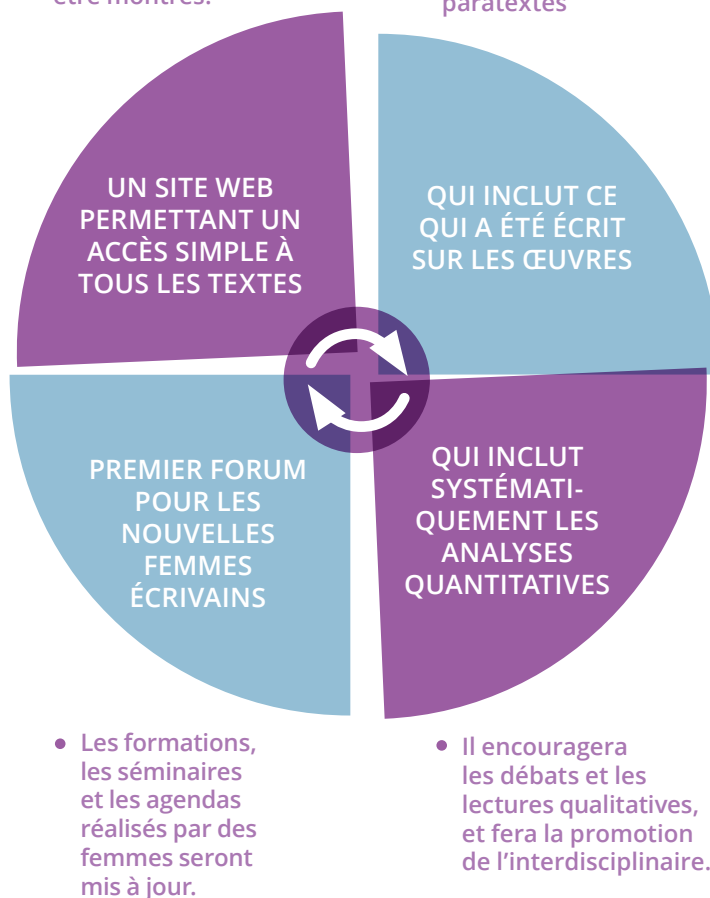 être montrés.
paratextes
UN SITE WEB
PERMETTANT UN
ACCÈS SIMPLE À
TOUS LES TEXTES
QUI INCLUT CE
QUI A ÉTÉ ÉCRIT
SUR LES ŒUVRES
PREMIER FORUM
POUR LES
NOUVELLES
FEMMES
ÉCRIVAINS
QUI INCLUT
SYSTÉMATI-
QUEMENT LES
ANALYSES
QUANTITATIVES
• Les formations,
les séminaires
et les agendas
réalisés par des
femmes seront
mis à jour.
• Il encouragera
les débats et les
lectures qualitatives,
et fera la promotion
de l’interdisciplinaire.